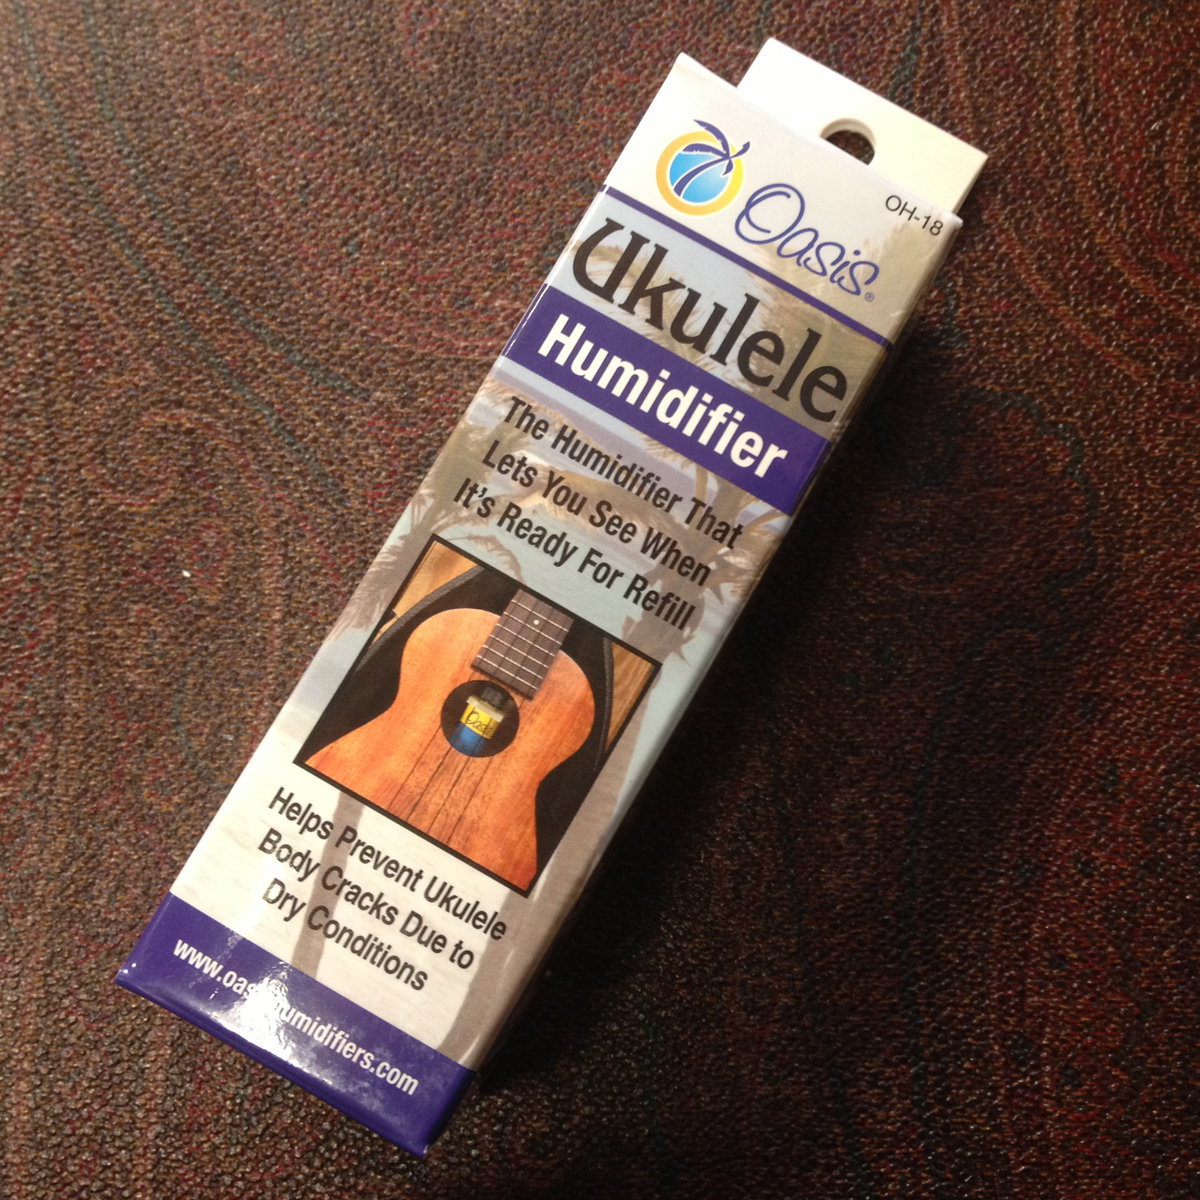 Oasis®
OH-18
Ukulele
Humidifier
The Humidifier That
Lets You See When
It's Ready For Refill
Oasis
Helps Prevent Ukulele
Body Cracks Due to
Dry Conditions
www.oasishumidifiers.com